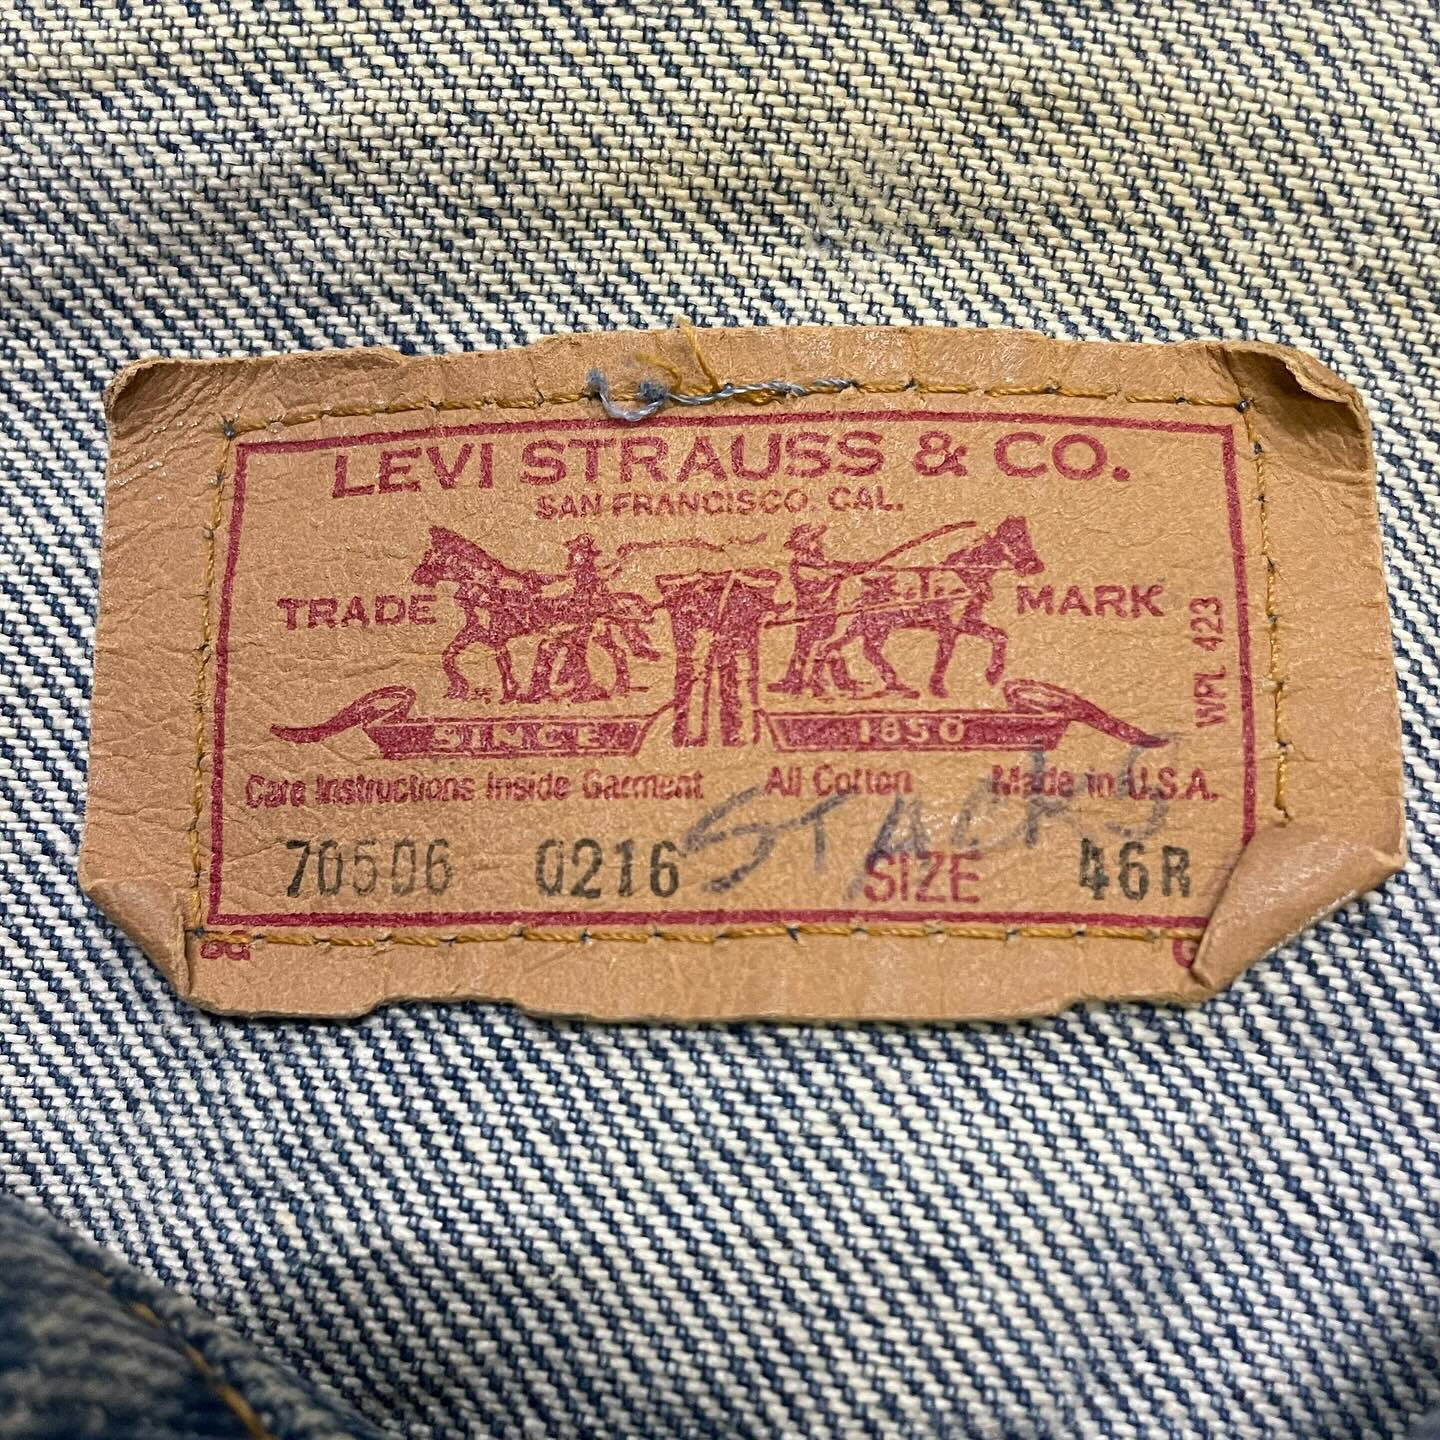 LEVI STRAUSS & CO.
SAN FRANCISCO, CAL.
TRADE MARK
WPL 423
SINCE 1850
Care Instructions Inside Garment All Cotton Made in U.S.A.
STACKS
70506 0216 SIZE 46R